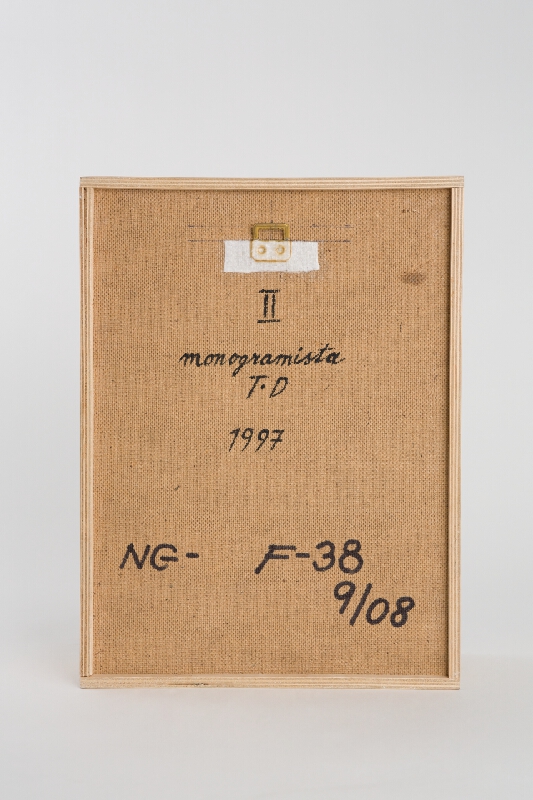 II
monogramista
T·D
1997
NG- F-38
9/08